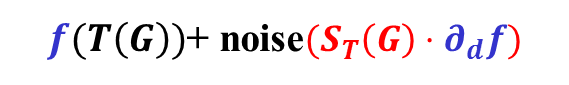 f(T(G))+ noise(S_T(G) · ∂_d f)